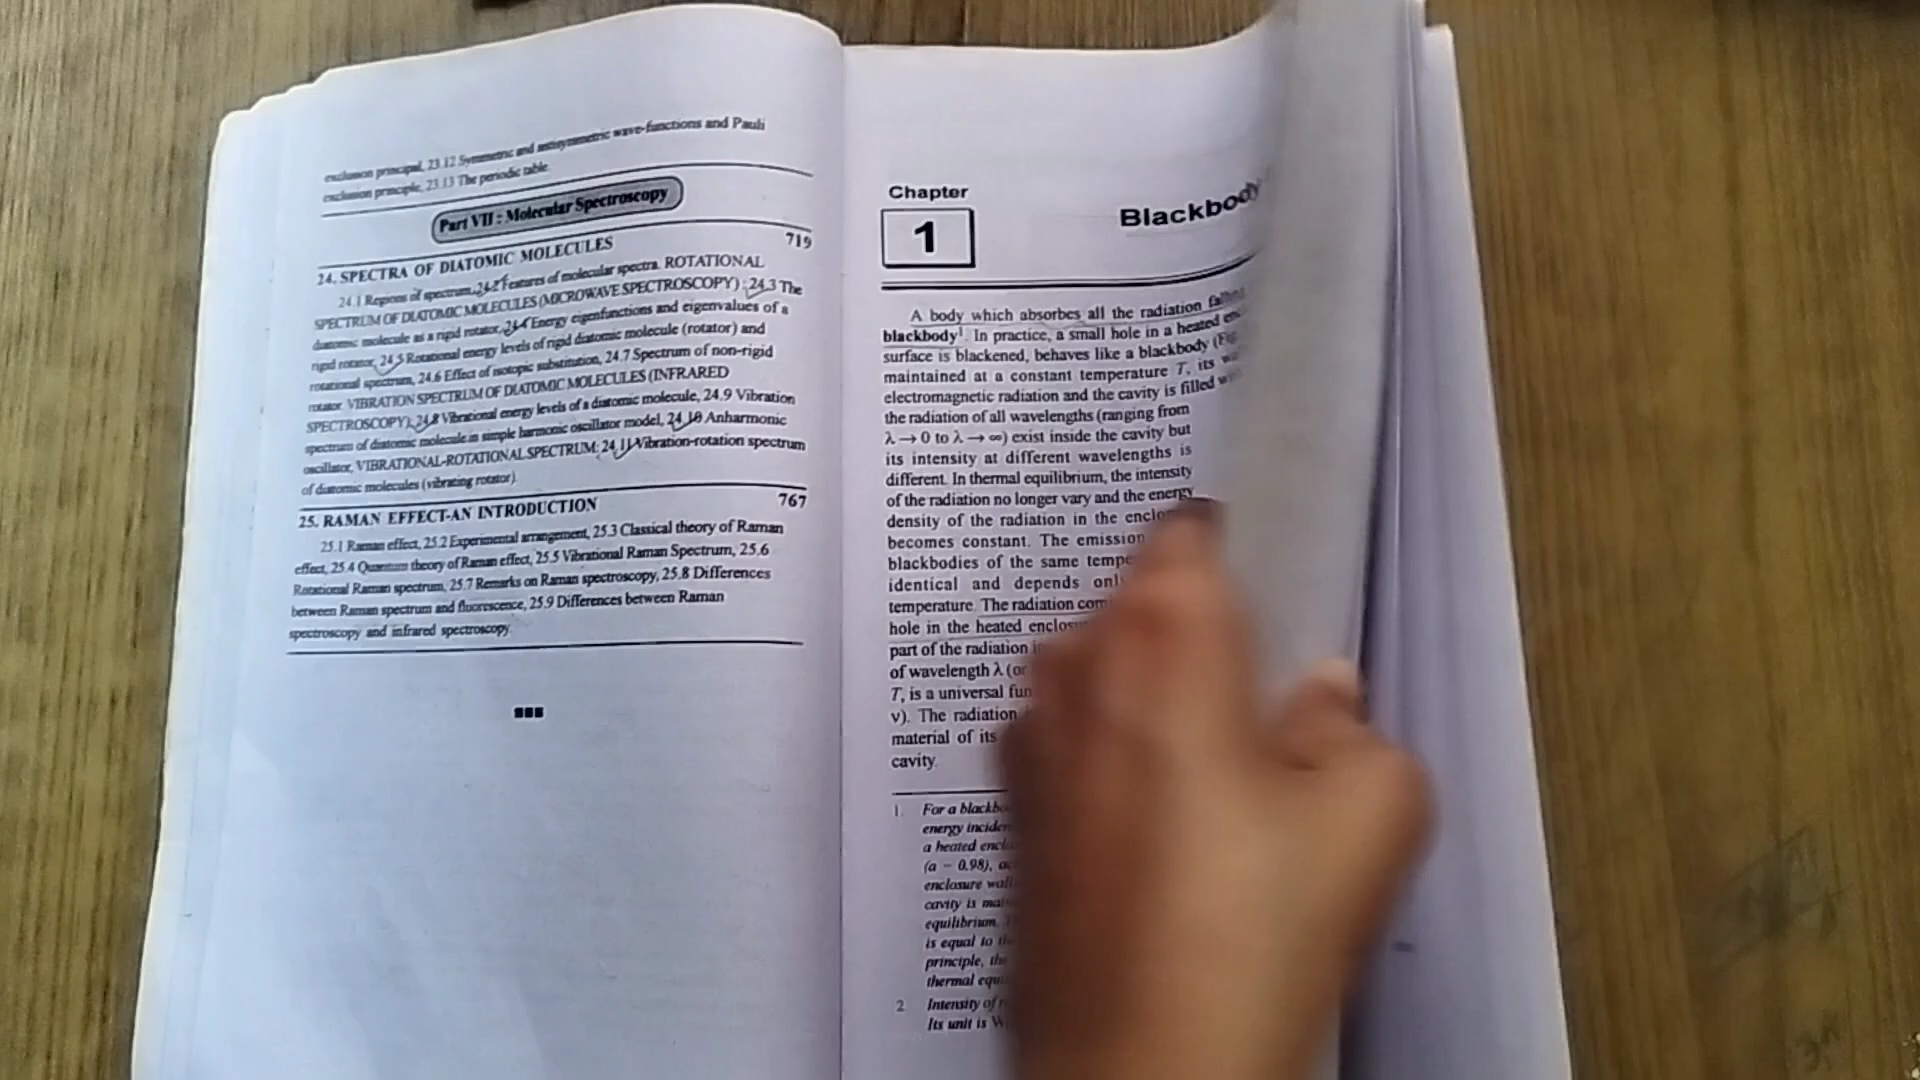 exclusion principal, 23.12 Symmetric and antisymmetric wave-functions and Pauli
exclusion principle, 23.13 The periodic table.
Part VII : Molecular Spectroscopy
24. SPECTRA OF DIATOMIC MOLECULES 719
24.1 Regions of spectrum, 24.2 Features of molecular spectra. ROTATIONAL
SPECTRUM OF DIATOMIC MOLECULES (MICROWAVE SPECTROSCOPY) : 24.3 The
diatomic molecule as a rigid rotator, 24.4 Energy eigenfunctions and eigenvalues of a
rigid rotator, 24.5 Rotational energy levels of rigid diatomic molecule (rotator) and
rotational spectrum, 24.6 Effect of isotopic substitution, 24.7 Spectrum of non-rigid
rotator. VIBRATION SPECTRUM OF DIATOMIC MOLECULES (INFRARED
SPECTROSCOPY), 24.8 Vibrational energy levels of a diatomic molecule, 24.9 Vibration
spectrum of diatomic molecule in simple harmonic oscillator model, 24.10 Anharmonic
oscillator, VIBRATIONAL-ROTATIONAL SPECTRUM: 24.11 Vibration-rotation spectrum
of diatomic molecules (vibrating rotator).
25. RAMAN EFFECT-AN INTRODUCTION 767
25.1 Raman effect, 25.2 Experimental arrangement, 25.3 Classical theory of Raman
effect, 25.4 Quantum theory of Raman effect, 25.5 Vibrational Raman Spectrum, 25.6
Rotational Raman spectrum, 25.7 Remarks on Raman spectroscopy, 25.8 Differences
between Raman spectrum and fluorescence, 25.9 Differences between Raman
spectroscopy and infrared spectroscopy.
Chapter
1
Blackbody
A body which absorbes all the radiation
blackbody¹. In practice, a small hole in a heated
surface is blackened, behaves like a blackbody
maintained at a constant temperature T, its
electromagnetic radiation and the cavity is filled
the radiation of all wavelengths (ranging from
λ → 0 to λ → ∞) exist inside the cavity but
its intensity at different wavelengths is
different. In thermal equilibrium, the intensity
of the radiation no longer vary and the energy
density of the radiation in the
becomes constant. The emission
blackbodies of the same
identical and depends
temperature. The radiation
hole in the heated
part of the radiation
of wavelength λ
T, is a universal
ν). The radiation
material of its
cavity.
1. For a
energy
a heated
(a – 0.98),
enclosure
cavity is
equilibrium.
is equal to
principle,
thermal
2. Intensity of
Its unit is